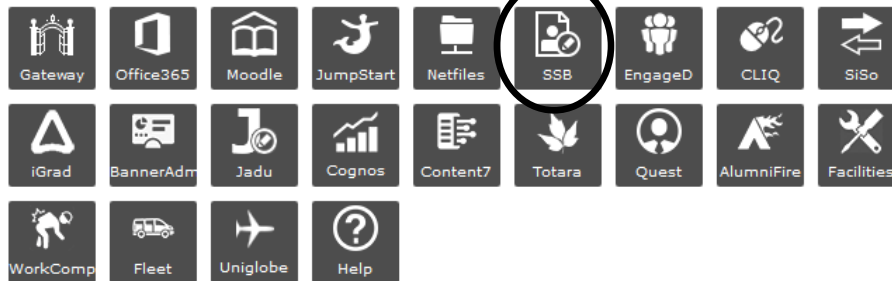 Gateway Office365 Moodle JumpStart Netfiles SSB EngageD CLIQ SiSo
iGrad BannerAdm Jadu Cognos Content7 Totara Quest AlumniFire Facilities
WorkComp Fleet Uniglobe Help